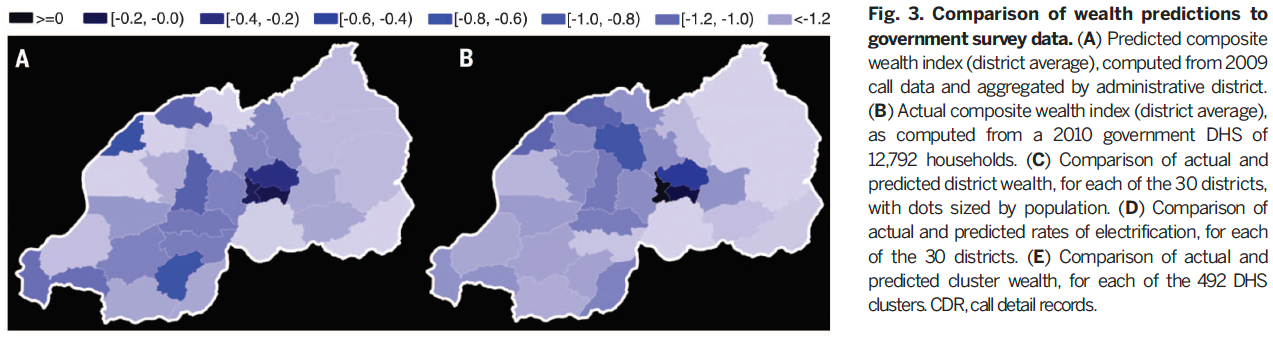 >=0 [-0.2, -0.0) [-0.4, -0.2) [-0.6, -0.4) [-0.8, -0.6) [-1.0, -0.8) [-1.2, -1.0) <-1.2
A B
Fig. 3. Comparison of wealth predictions to
government survey data. (A) Predicted composite
wealth index (district average), computed from 2009
call data and aggregated by administrative district.
(B) Actual composite wealth index (district average),
as computed from a 2010 government DHS of
12,792 households. (C) Comparison of actual and
predicted district wealth, for each of the 30 districts,
with dots sized by population. (D) Comparison of
actual and predicted rates of electrification, for each
of the 30 districts. (E) Comparison of actual and
predicted cluster wealth, for each of the 492 DHS
clusters. CDR, call detail records.